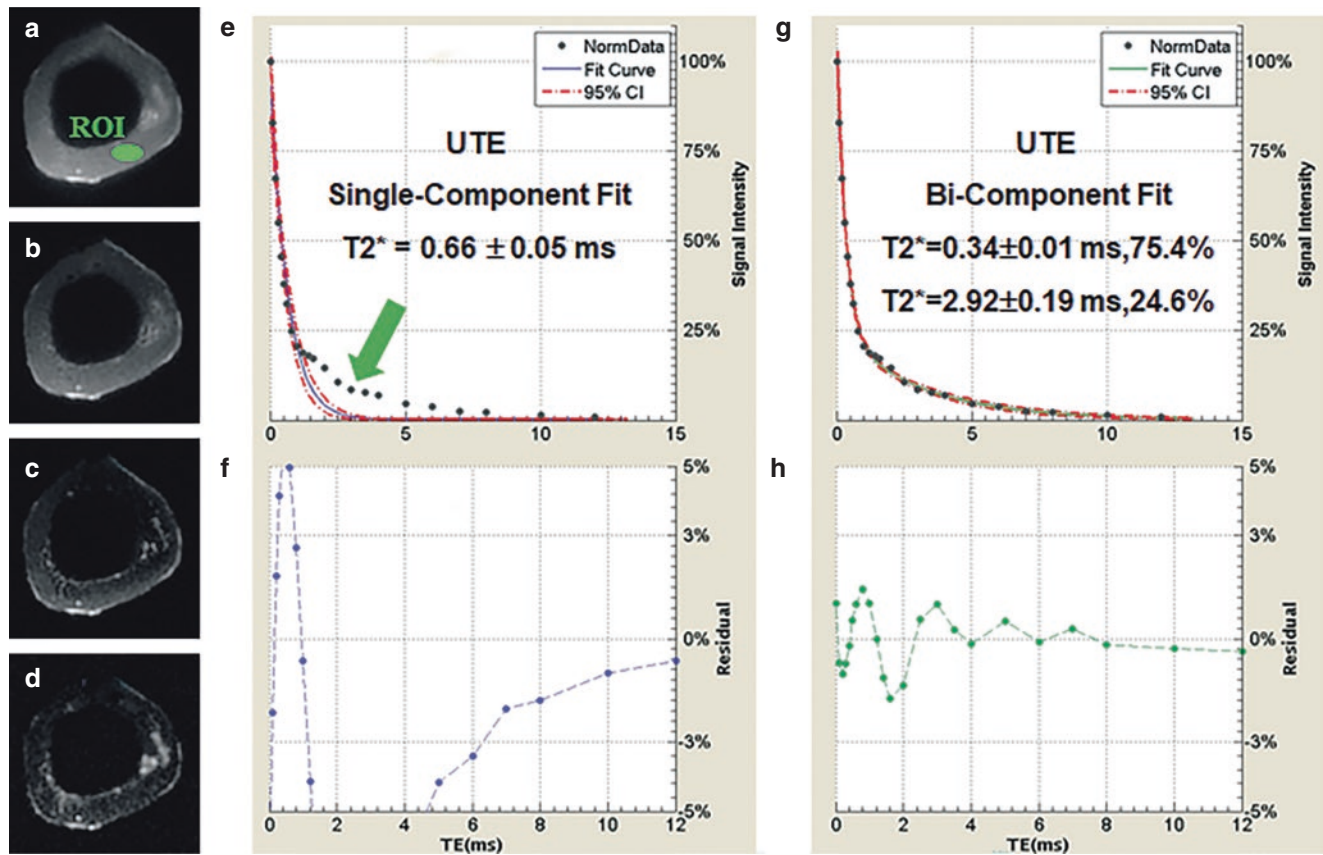 a
ROI
b
c
d
e
NormData
Fit Curve
95% CI
UTE
Single-Component Fit
T2* = 0.66 ± 0.05 ms
100%
75%
50%
25%
Signal Intensity
0 5 10 15
f
5%
3%
0%
-3%
-5%
Residual
0 2 4 6 8 10 12
TE(ms)
g
NormData
Fit Curve
95% CI
UTE
Bi-Component Fit
T2*=0.34±0.01 ms,75.4%
T2*=2.92±0.19 ms,24.6%
100%
75%
50%
25%
Signal Intensity
0 5 10 15
h
5%
3%
0%
-3%
-5%
Residual
0 2 4 6 8 10 12
TE(ms)